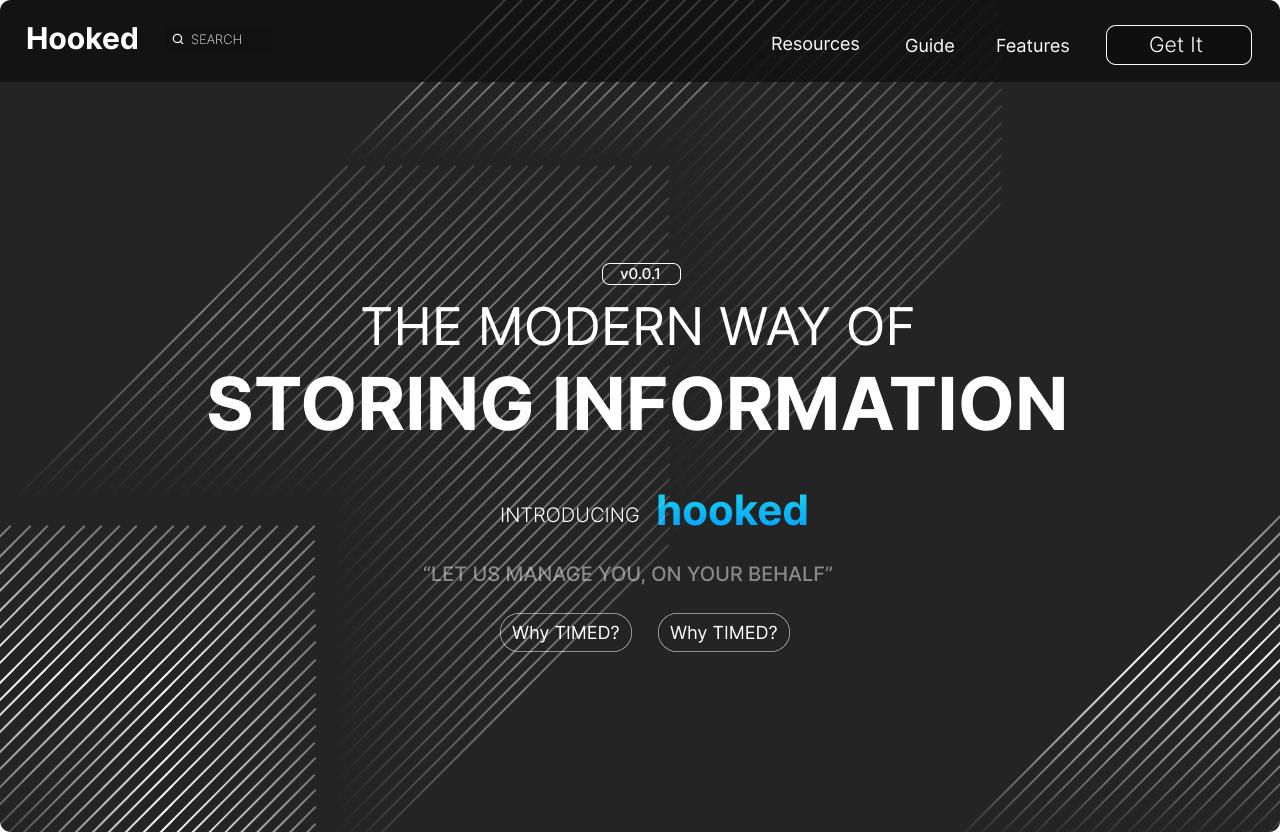 Hooked
SEARCH
Resources
Guide
Features
Get It
v0.0.1
THE MODERN WAY OF
STORING INFORMATION
INTRODUCING hooked
“LET US MANAGE YOU, ON YOUR BEHALF”
Why TIMED?
Why TIMED?